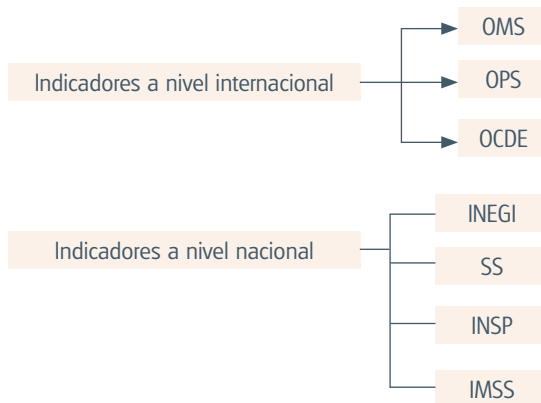 Indicadores a nivel internacional
OMS
OPS
OCDE
Indicadores a nivel nacional
INEGI
SS
INSP
IMSS